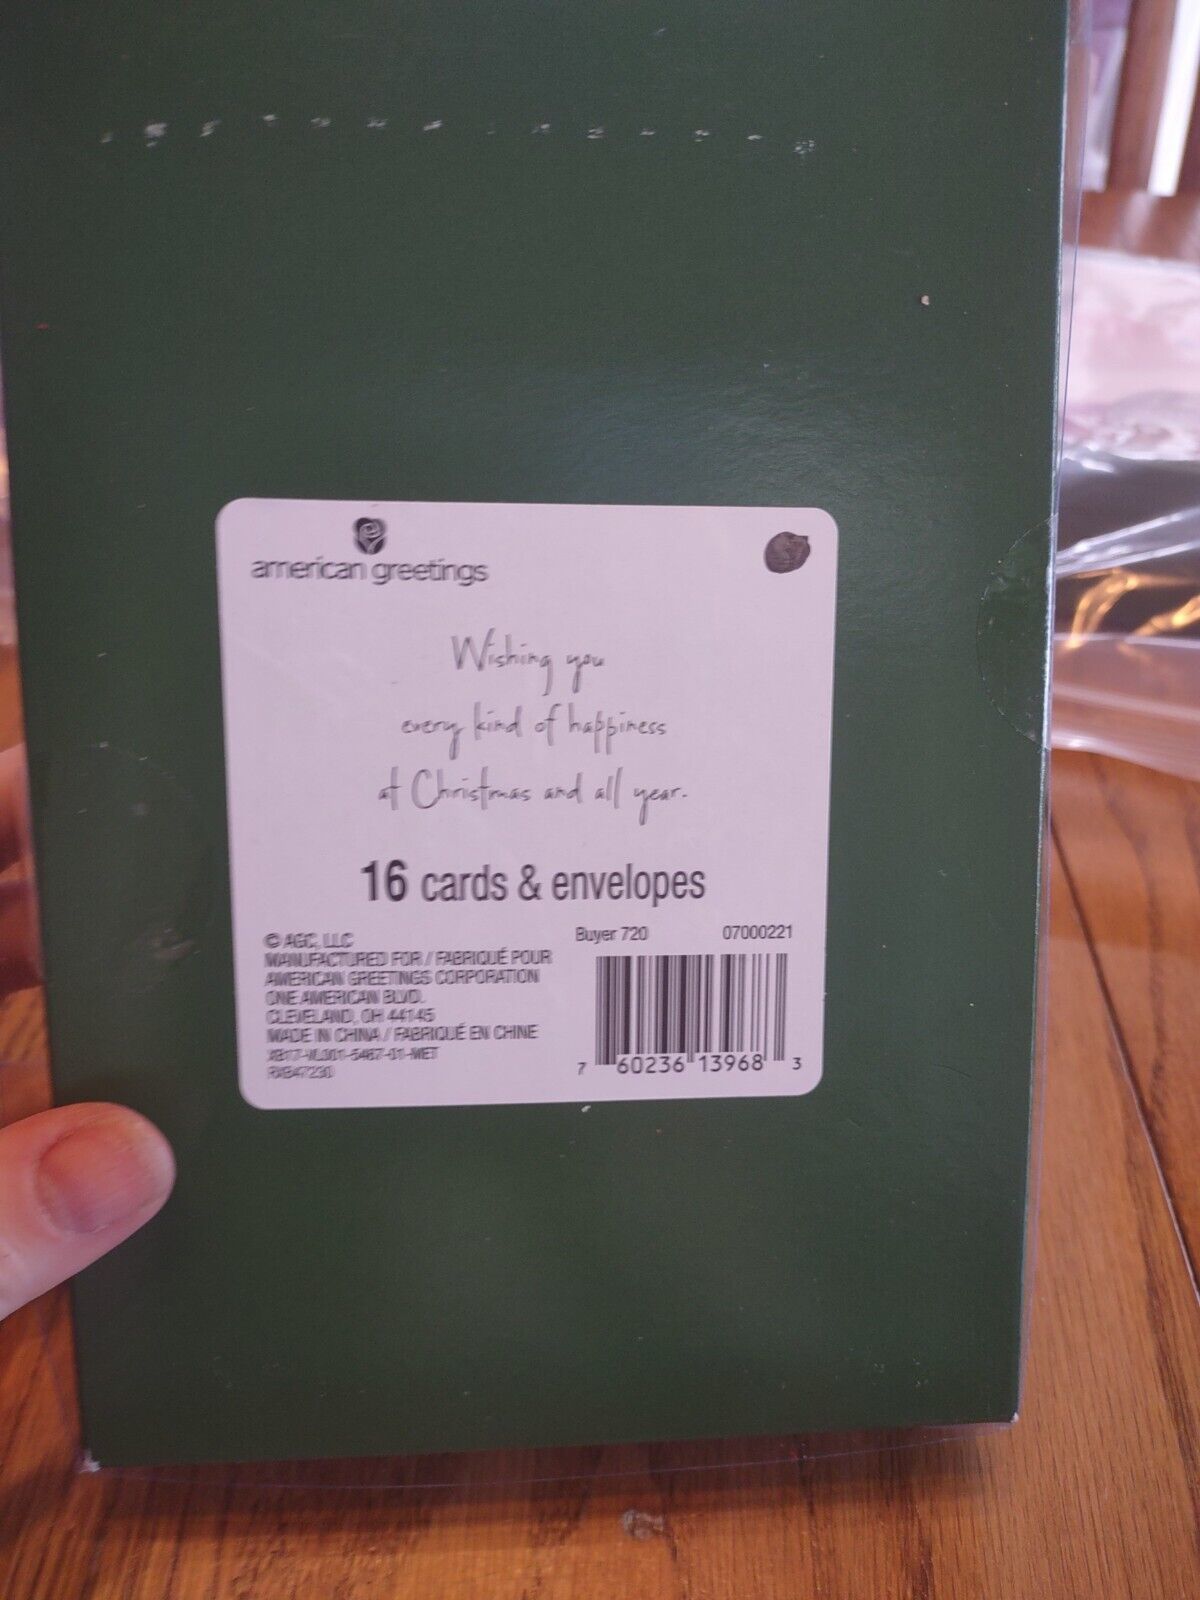 american greetings
Wishing you
every kind of happiness
at Christmas and all year.
16 cards & envelopes
© AGC, LLC
MANUFACTURED FOR / FABRIQUÉ POUR
AMERICAN GREETINGS CORPORATION
ONE AMERICAN BLVD.
CLEVELAND, OH 44145
MADE IN CHINA / FABRIQUÉ EN CHINE
Buyer 720 07000221
7 60236 13968 3